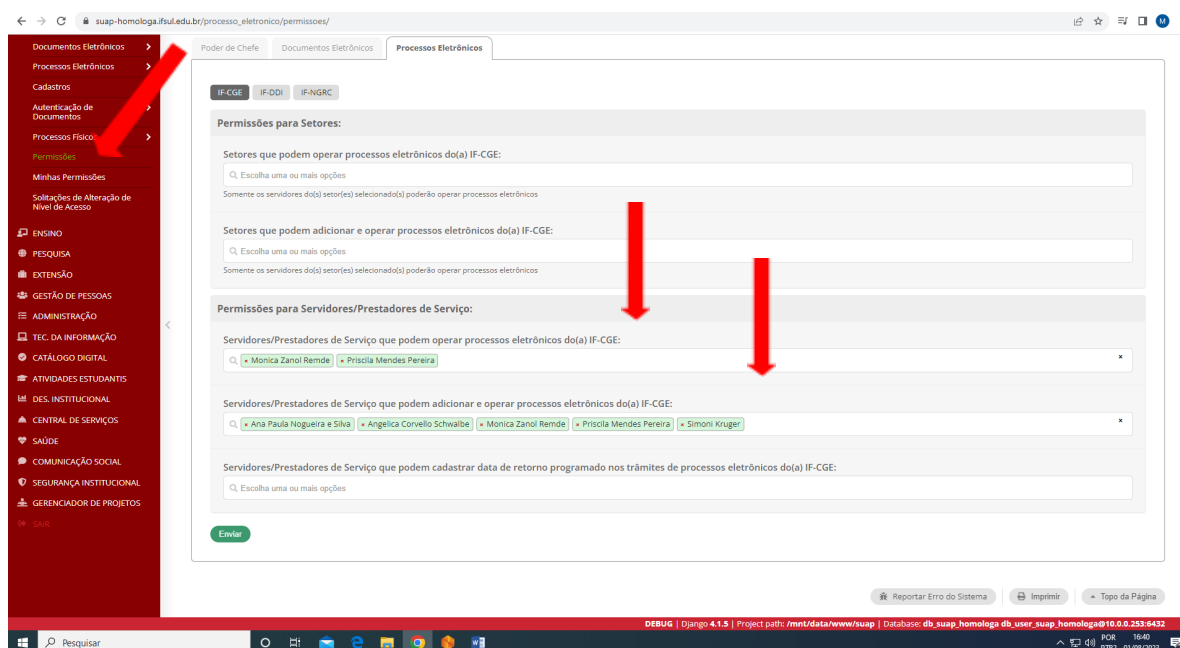 suap-homologa.ifsul.edu.br/processo_eletronico/permissoes/
M
Documentos Eletrônicos
Processos Eletrônicos
Cadastros
Autenticação de
Documentos
Processos Físicos
Permissões
Minhas Permissões
Solitações de Alteração de
Nível de Acesso
ENSINO
PESQUISA
EXTENSÃO
GESTÃO DE PESSOAS
ADMINISTRAÇÃO
TEC. DA INFORMAÇÃO
CATÁLOGO DIGITAL
ATIVIDADES ESTUDANTIS
DES. INSTITUCIONAL
CENTRAL DE SERVIÇOS
SAÚDE
COMUNICAÇÃO SOCIAL
SEGURANÇA INSTITUCIONAL
GERENCIADOR DE PROJETOS
SAIR
Poder de Chefe Documentos Eletrônicos Processos Eletrônicos
IF-CGE IF-DDI IF-NGRC
Permissões para Setores:
Setores que podem operar processos eletrônicos do(a) IF-CGE:
Escolha uma ou mais opções
Somente os servidores do(s) setor(es) selecionado(s) poderão operar processos eletrônicos
Setores que podem adicionar e operar processos eletrônicos do(a) IF-CGE:
Escolha uma ou mais opções
Somente os servidores do(s) setor(es) selecionado(s) poderão operar processos eletrônicos
Permissões para Servidores/Prestadores de Serviço:
Servidores/Prestadores de Serviço que podem operar processos eletrônicos do(a) IF-CGE:
× Monica Zanol Remde × Priscila Mendes Pereira ×
Servidores/Prestadores de Serviço que podem adicionar e operar processos eletrônicos do(a) IF-CGE:
× Ana Paula Nogueira e Silva × Angelica Corvello Schwalbe × Monica Zanol Remde × Priscila Mendes Pereira × Simoni Kruger ×
Servidores/Prestadores de Serviço que podem cadastrar data de retorno programado nos trâmites de processos eletrônicos do(a) IF-CGE:
Escolha uma ou mais opções
Enviar
Reportar Erro do Sistema Imprimir Topo da Página
DEBUG | Django 4.1.5 | Project path: /mnt/data/www/suap | Database: db_suap_homologa db_user_suap_homologa@10.0.0.253:6432
Pesquisar
POR 16:40
PTB2 01/08/2023